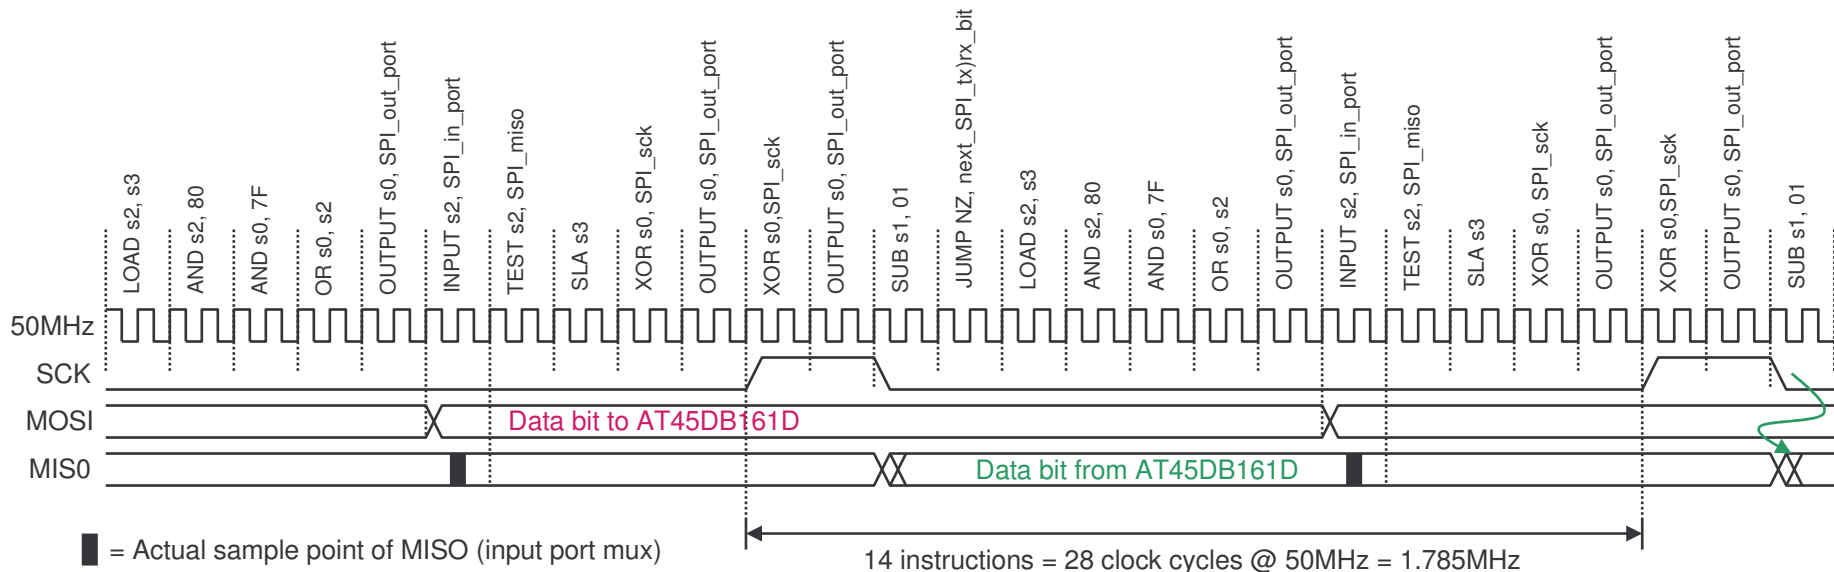 LOAD s2, s3
AND s2, 80
AND s0, 7F
OR s0, s2
OUTPUT s0, SPI_out_port
INPUT s2, SPI_in_port
TEST s2, SPI_miso
SLA s3
XOR s0, SPI_sck
OUTPUT s0, SPI_out_port
XOR s0,SPI_sck
OUTPUT s0, SPI_out_port
SUB s1, 01
JUMP NZ, next_SPI_tx)rx_bit
LOAD s2, s3
AND s2, 80
AND s0, 7F
OR s0, s2
OUTPUT s0, SPI_out_port
INPUT s2, SPI_in_port
TEST s2, SPI_miso
SLA s3
XOR s0, SPI_sck
OUTPUT s0, SPI_out_port
XOR s0,SPI_sck
OUTPUT s0, SPI_out_port
SUB s1, 01
50MHz
SCK
MOSI
Data bit to AT45DB161D
MIS0
Data bit from AT45DB161D
= Actual sample point of MISO (input port mux)
14 instructions = 28 clock cycles @ 50MHz = 1.785MHz